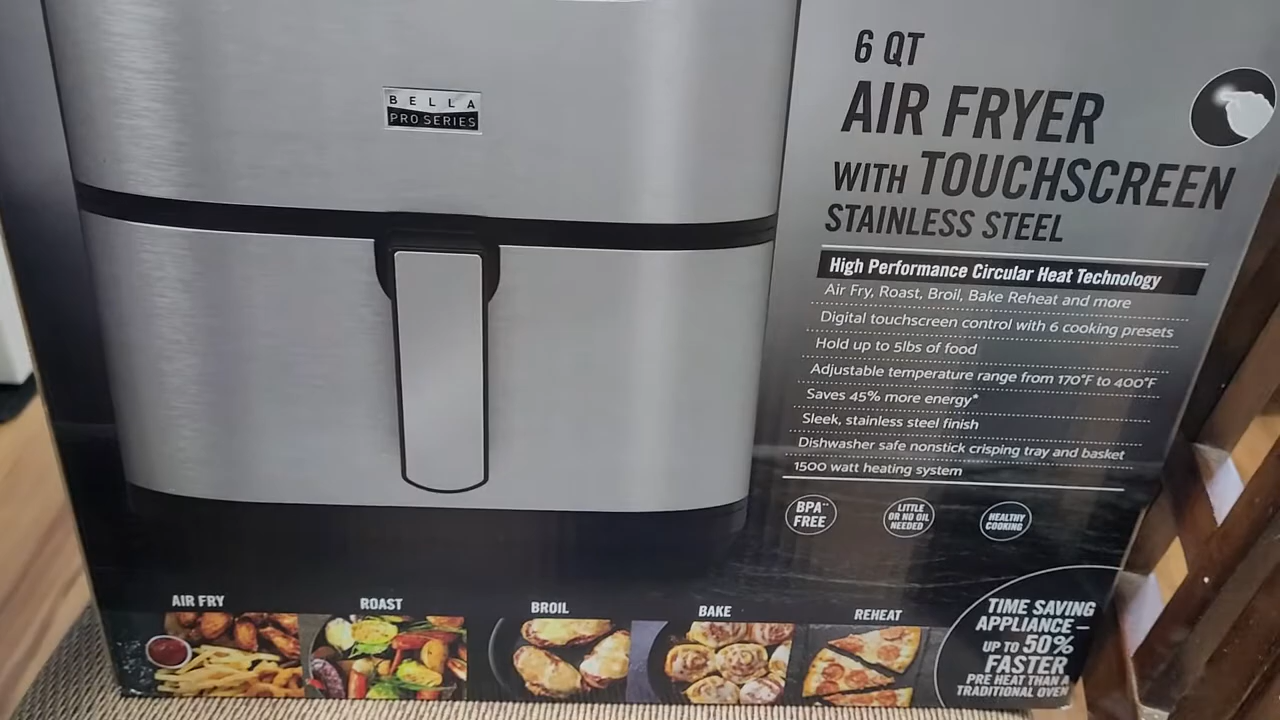 BELLA
PRO SERIES
6 QT
AIR FRYER
WITH TOUCHSCREEN
STAINLESS STEEL
High Performance Circular Heat Technology
Air Fry, Roast, Broil, Bake Reheat and more
Digital touchscreen control with 6 cooking presets
Hold up to 5lbs of food
Adjustable temperature range from 170°F to 400°F
Saves 45% more energy*
Sleek, stainless steel finish
Dishwasher safe nonstick crisping tray and basket
1500 watt heating system
BPA**
FREE
LITTLE
OR NO OIL
NEEDED
HEALTHY
COOKING
AIR FRY
ROAST
BROIL
BAKE
REHEAT
TIME SAVING
APPLIANCE –
UP TO 50%
FASTER
PRE HEAT THAN A
TRADITIONAL OVEN